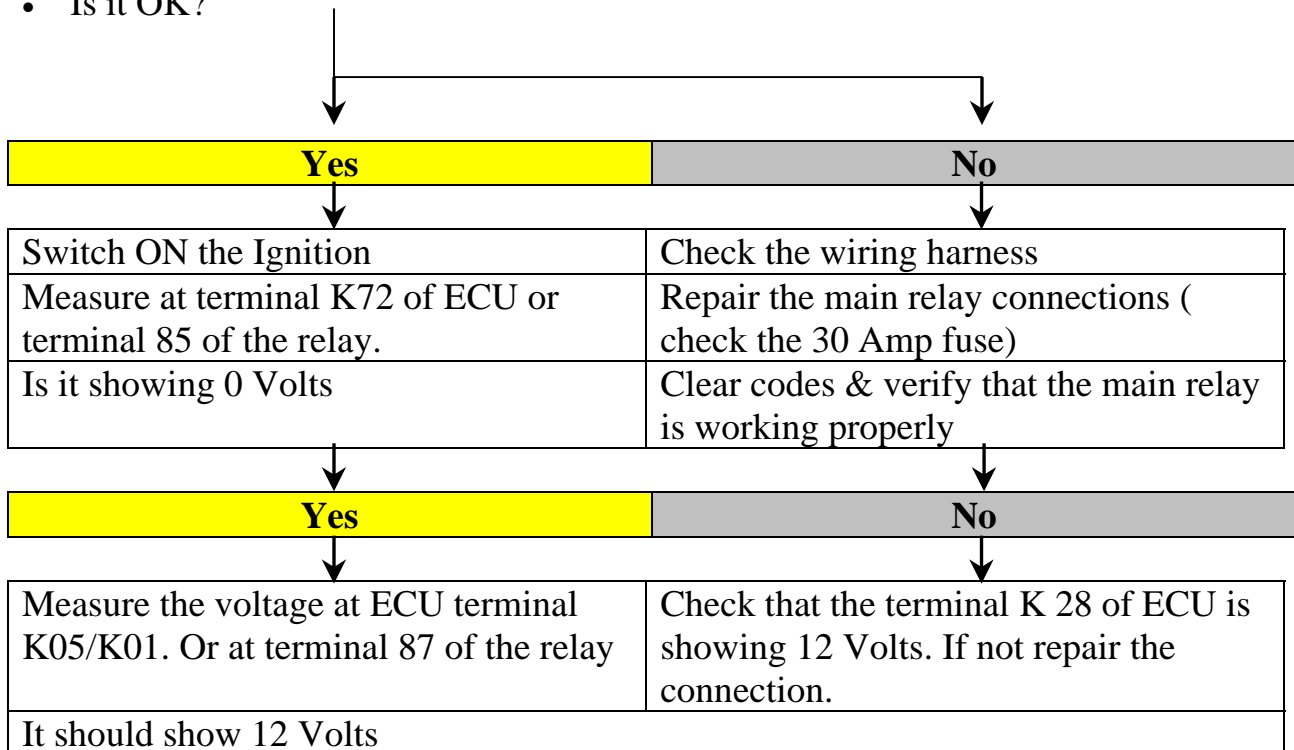 • Is it OK?
Yes No
Switch ON the Ignition
Check the wiring harness
Measure at terminal K72 of ECU or
terminal 85 of the relay.
Repair the main relay connections (
check the 30 Amp fuse)
Is it showing 0 Volts
Clear codes & verify that the main relay
is working properly
Yes No
Measure the voltage at ECU terminal
K05/K01. Or at terminal 87 of the relay
Check that the terminal K 28 of ECU is
showing 12 Volts. If not repair the
connection.
It should show 12 Volts